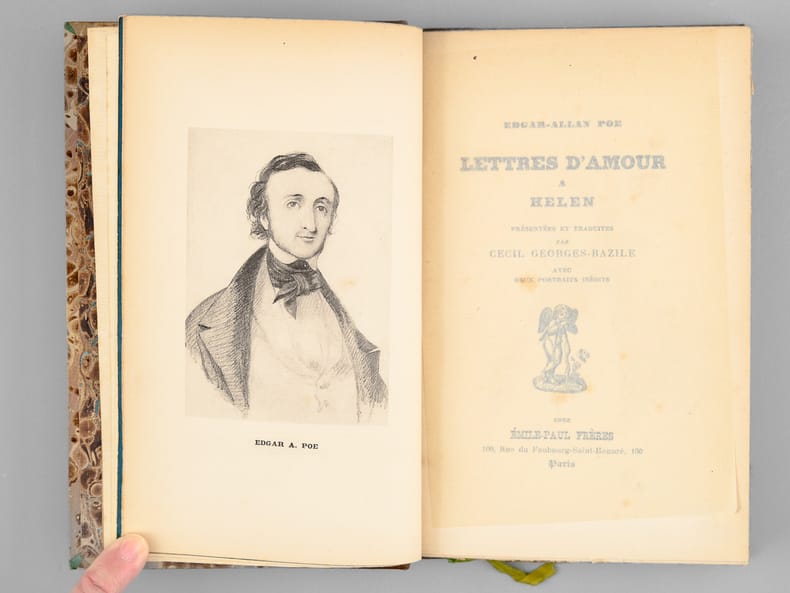 EDGAR A. POE
EDGAR-ALLAN POE
LETTRES D'AMOUR
A
HELEN
PRÉSENTÉES ET TRADUITES
PAR
CECIL GEORGES-BAZILE
AVEC
DEUX PORTRAITS INÉDITS
CHEZ
ÉMILE-PAUL FRÈRES
100, Rue du Faubourg-Saint-Honoré, 100
Paris